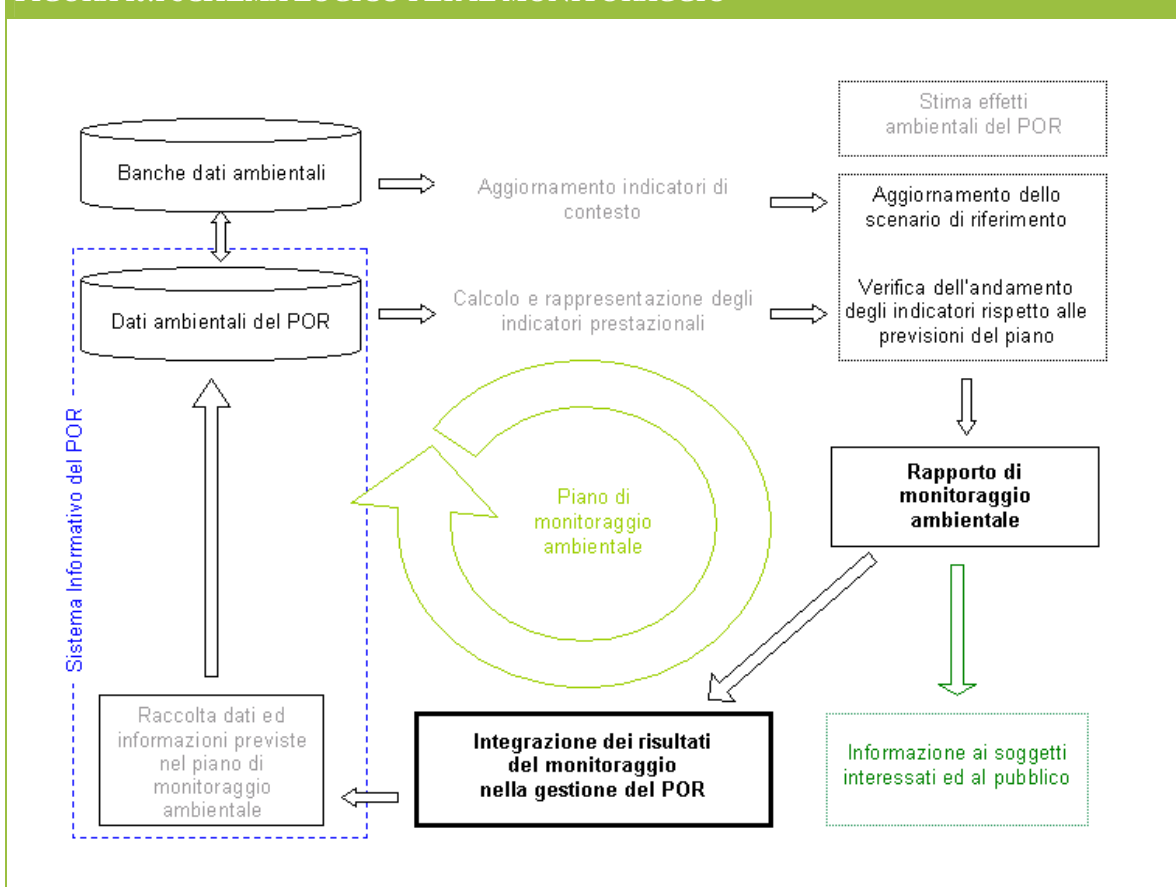 Stima effetti
ambientali del POR
Banche dati ambientali
Aggiornamento indicatori di
contesto
Aggiornamento dello
scenario di riferimento
Dati ambientali del POR
Calcolo e rappresentazione degli
indicatori prestazionali
Verifica dell'andamento
degli indicatori rispetto alle
previsioni del piano
Sistema Informativo del POR
Piano di
monitoraggio
ambientale
Rapporto di
monitoraggio
ambientale
Raccolta dati ed
informazioni previste
nel piano di
monitoraggio
ambientale
Integrazione dei risultati
del monitoraggio
nella gestione del POR
Informazione ai soggetti
interessati ed al pubblico